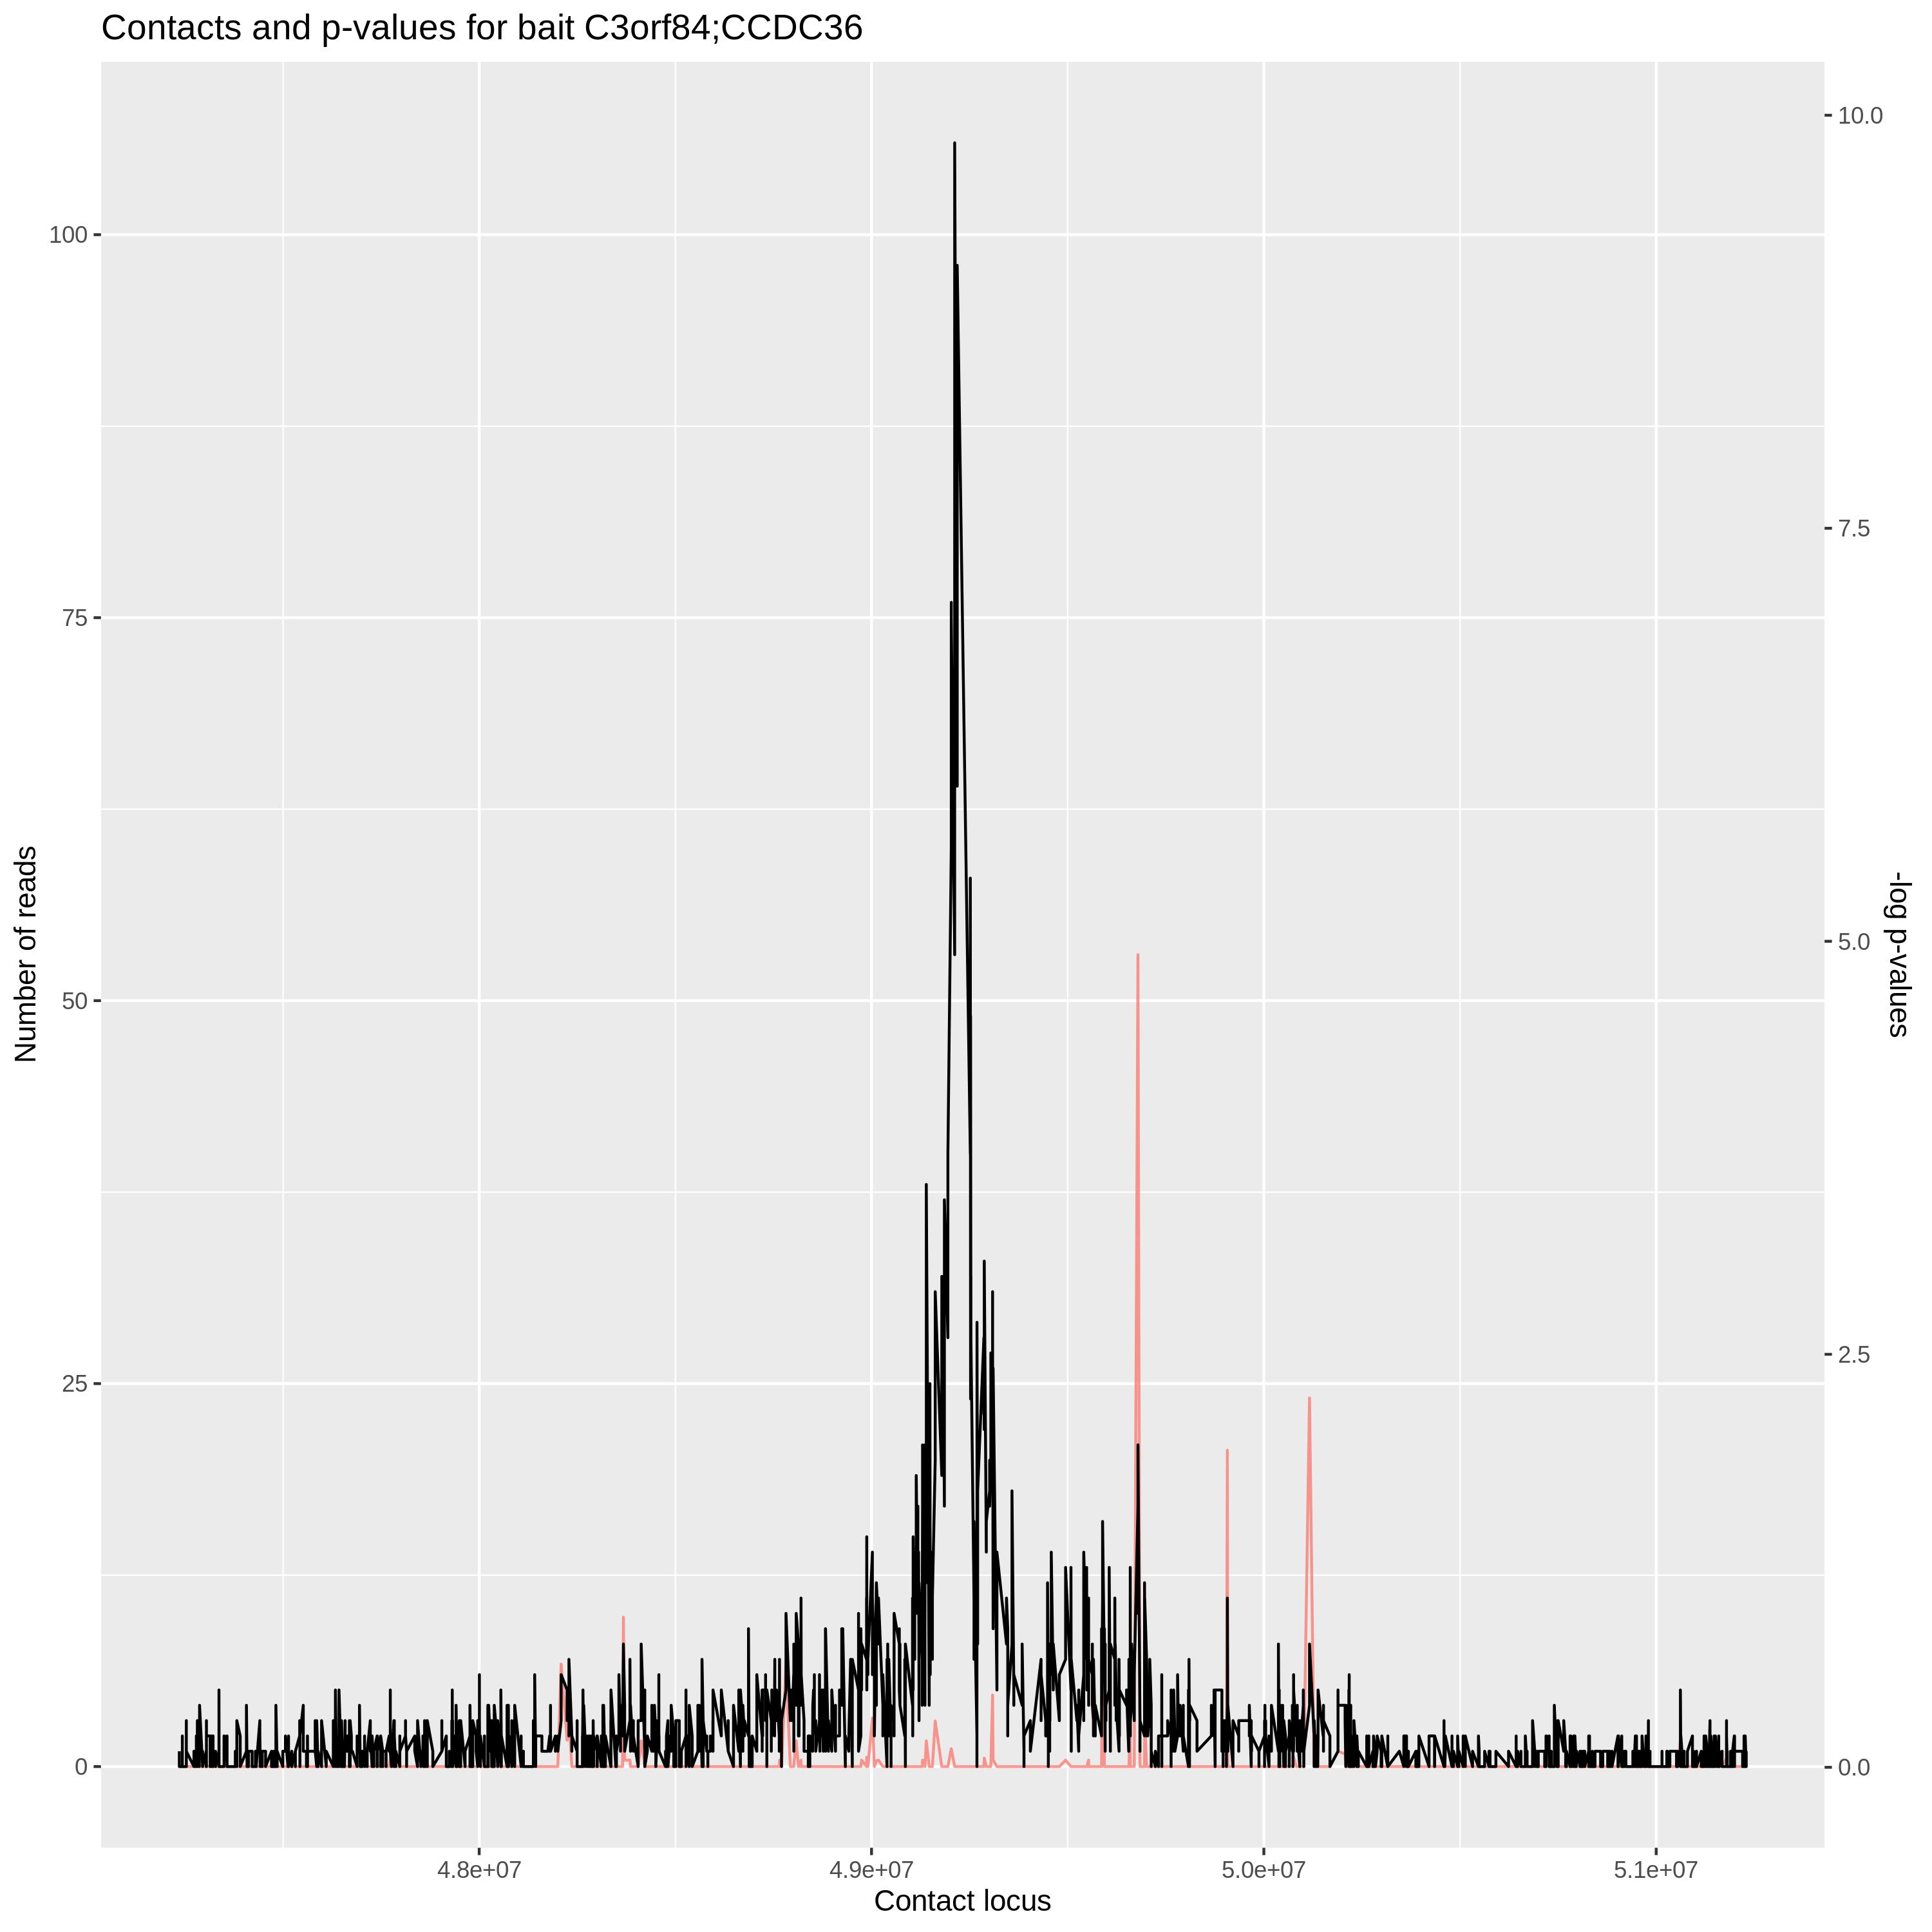 Contacts and p-values for bait C3orf84;CCDC36
100
75
50
25
0
Number of reads
10.0
7.5
5.0
2.5
0.0
-log p-values
4.8e+07
4.9e+07
5.0e+07
5.1e+07
Contact locus